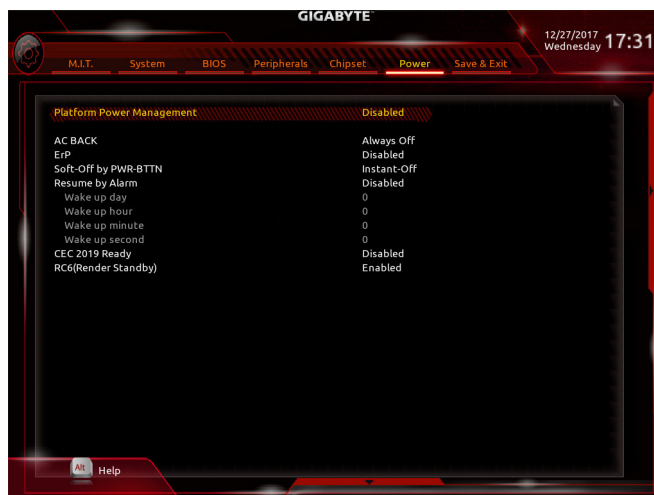 GIGABYTE™
12/27/2017 17:31
Wednesday
M.I.T. System BIOS Peripherals Chipset Power Save & Exit
Platform Power Management Disabled
AC BACK Always Off
ErP Disabled
Soft-Off by PWR-BTTN Instant-Off
Resume by Alarm Disabled
Wake up day 0
Wake up hour 0
Wake up minute 0
Wake up second 0
CEC 2019 Ready Disabled
RC6(Render Standby) Enabled
Alt Help